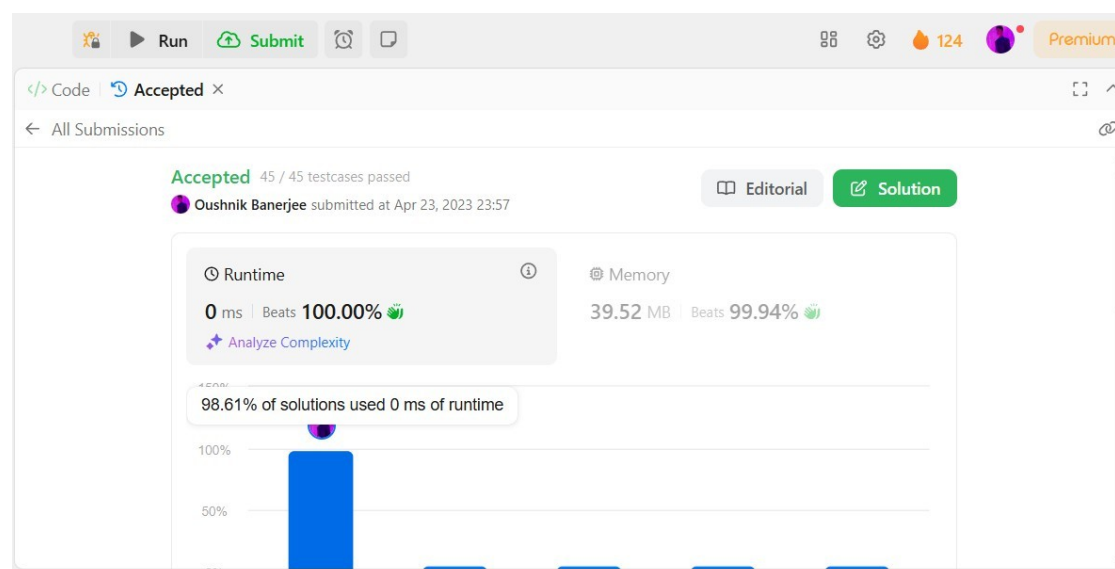 Run Submit 124 Premium
</> Code Accepted ×
← All Submissions
Accepted 45 / 45 testcases passed
Editorial Solution
Oushnik Banerjee submitted at Apr 23, 2023 23:57
Runtime
0 ms Beats 100.00%
Analyze Complexity
Memory
39.52 MB Beats 99.94%
150%
98.61% of solutions used 0 ms of runtime
100%
50%